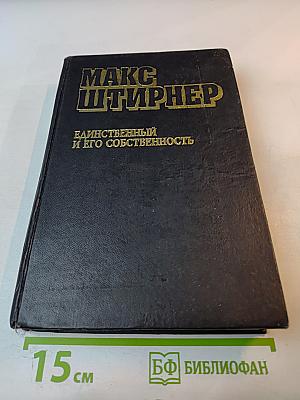 МАКС
ШТИРНЕР
ЕДИНСТВЕННЫЙ
И ЕГО СОБСТВЕННОСТЬ
15 см
БФ БИБЛИОФАН